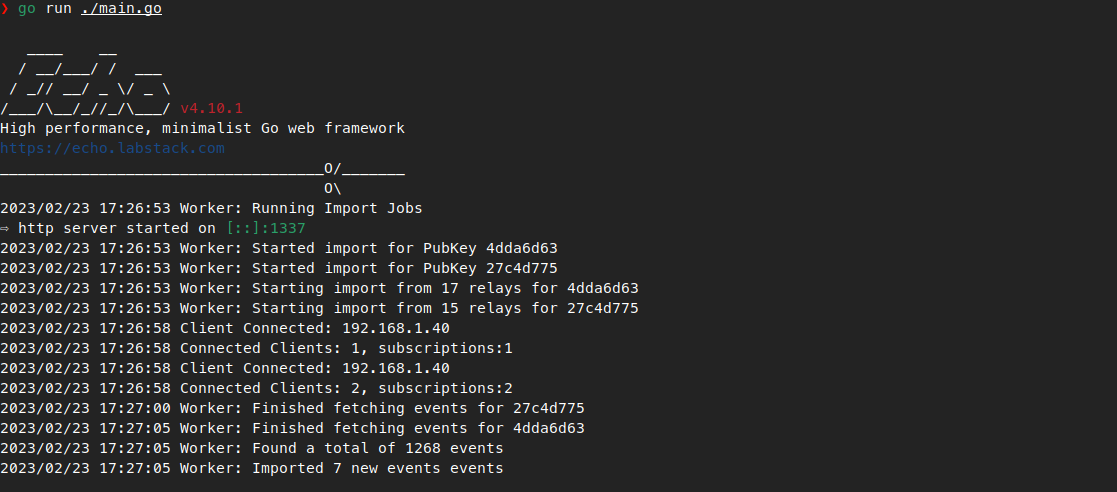 ❯ go run ./main.go
   ____    __
  / __/___/ /  ___
 / _// __/ _ \/ _ \
/___/\__/_//_/\___/ v4.10.1
High performance, minimalist Go web framework
https://echo.labstack.com
____________________________________O/_______
                                    O\
2023/02/23 17:26:53 Worker: Running Import Jobs
⇨ http server started on [::]:1337
2023/02/23 17:26:53 Worker: Started import for PubKey 4dda6d63
2023/02/23 17:26:53 Worker: Started import for PubKey 27c4d775
2023/02/23 17:26:53 Worker: Starting import from 17 relays for 4dda6d63
2023/02/23 17:26:53 Worker: Starting import from 15 relays for 27c4d775
2023/02/23 17:26:58 Client Connected: 192.168.1.40
2023/02/23 17:26:58 Connected Clients: 1, subscriptions:1
2023/02/23 17:26:58 Client Connected: 192.168.1.40
2023/02/23 17:26:58 Connected Clients: 2, subscriptions:2
2023/02/23 17:27:00 Worker: Finished fetching events for 27c4d775
2023/02/23 17:27:05 Worker: Finished fetching events for 4dda6d63
2023/02/23 17:27:05 Worker: Found a total of 1268 events
2023/02/23 17:27:05 Worker: Imported 7 new events events